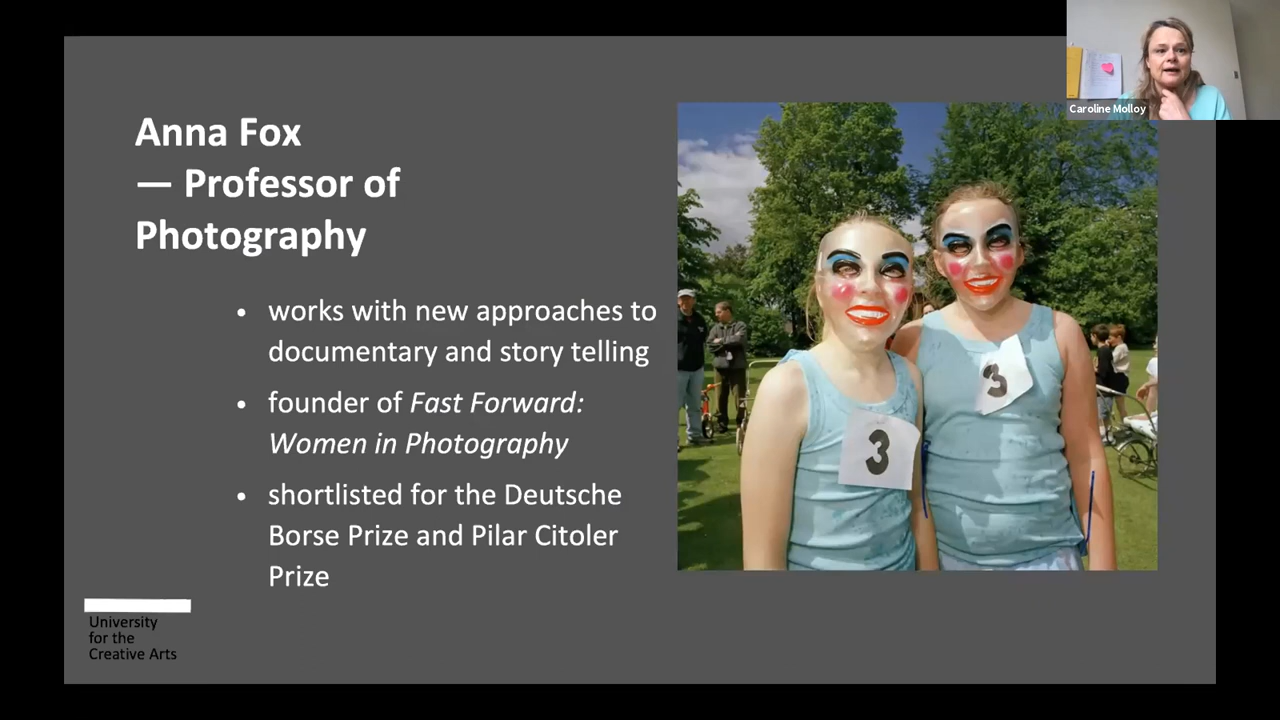 Caroline Molloy
Anna Fox
— Professor of
Photography
• works with new approaches to
documentary and story telling
• founder of Fast Forward:
Women in Photography
• shortlisted for the Deutsche
Borse Prize and Pilar Citoler
Prize
3
3
University
for the
Creative Arts